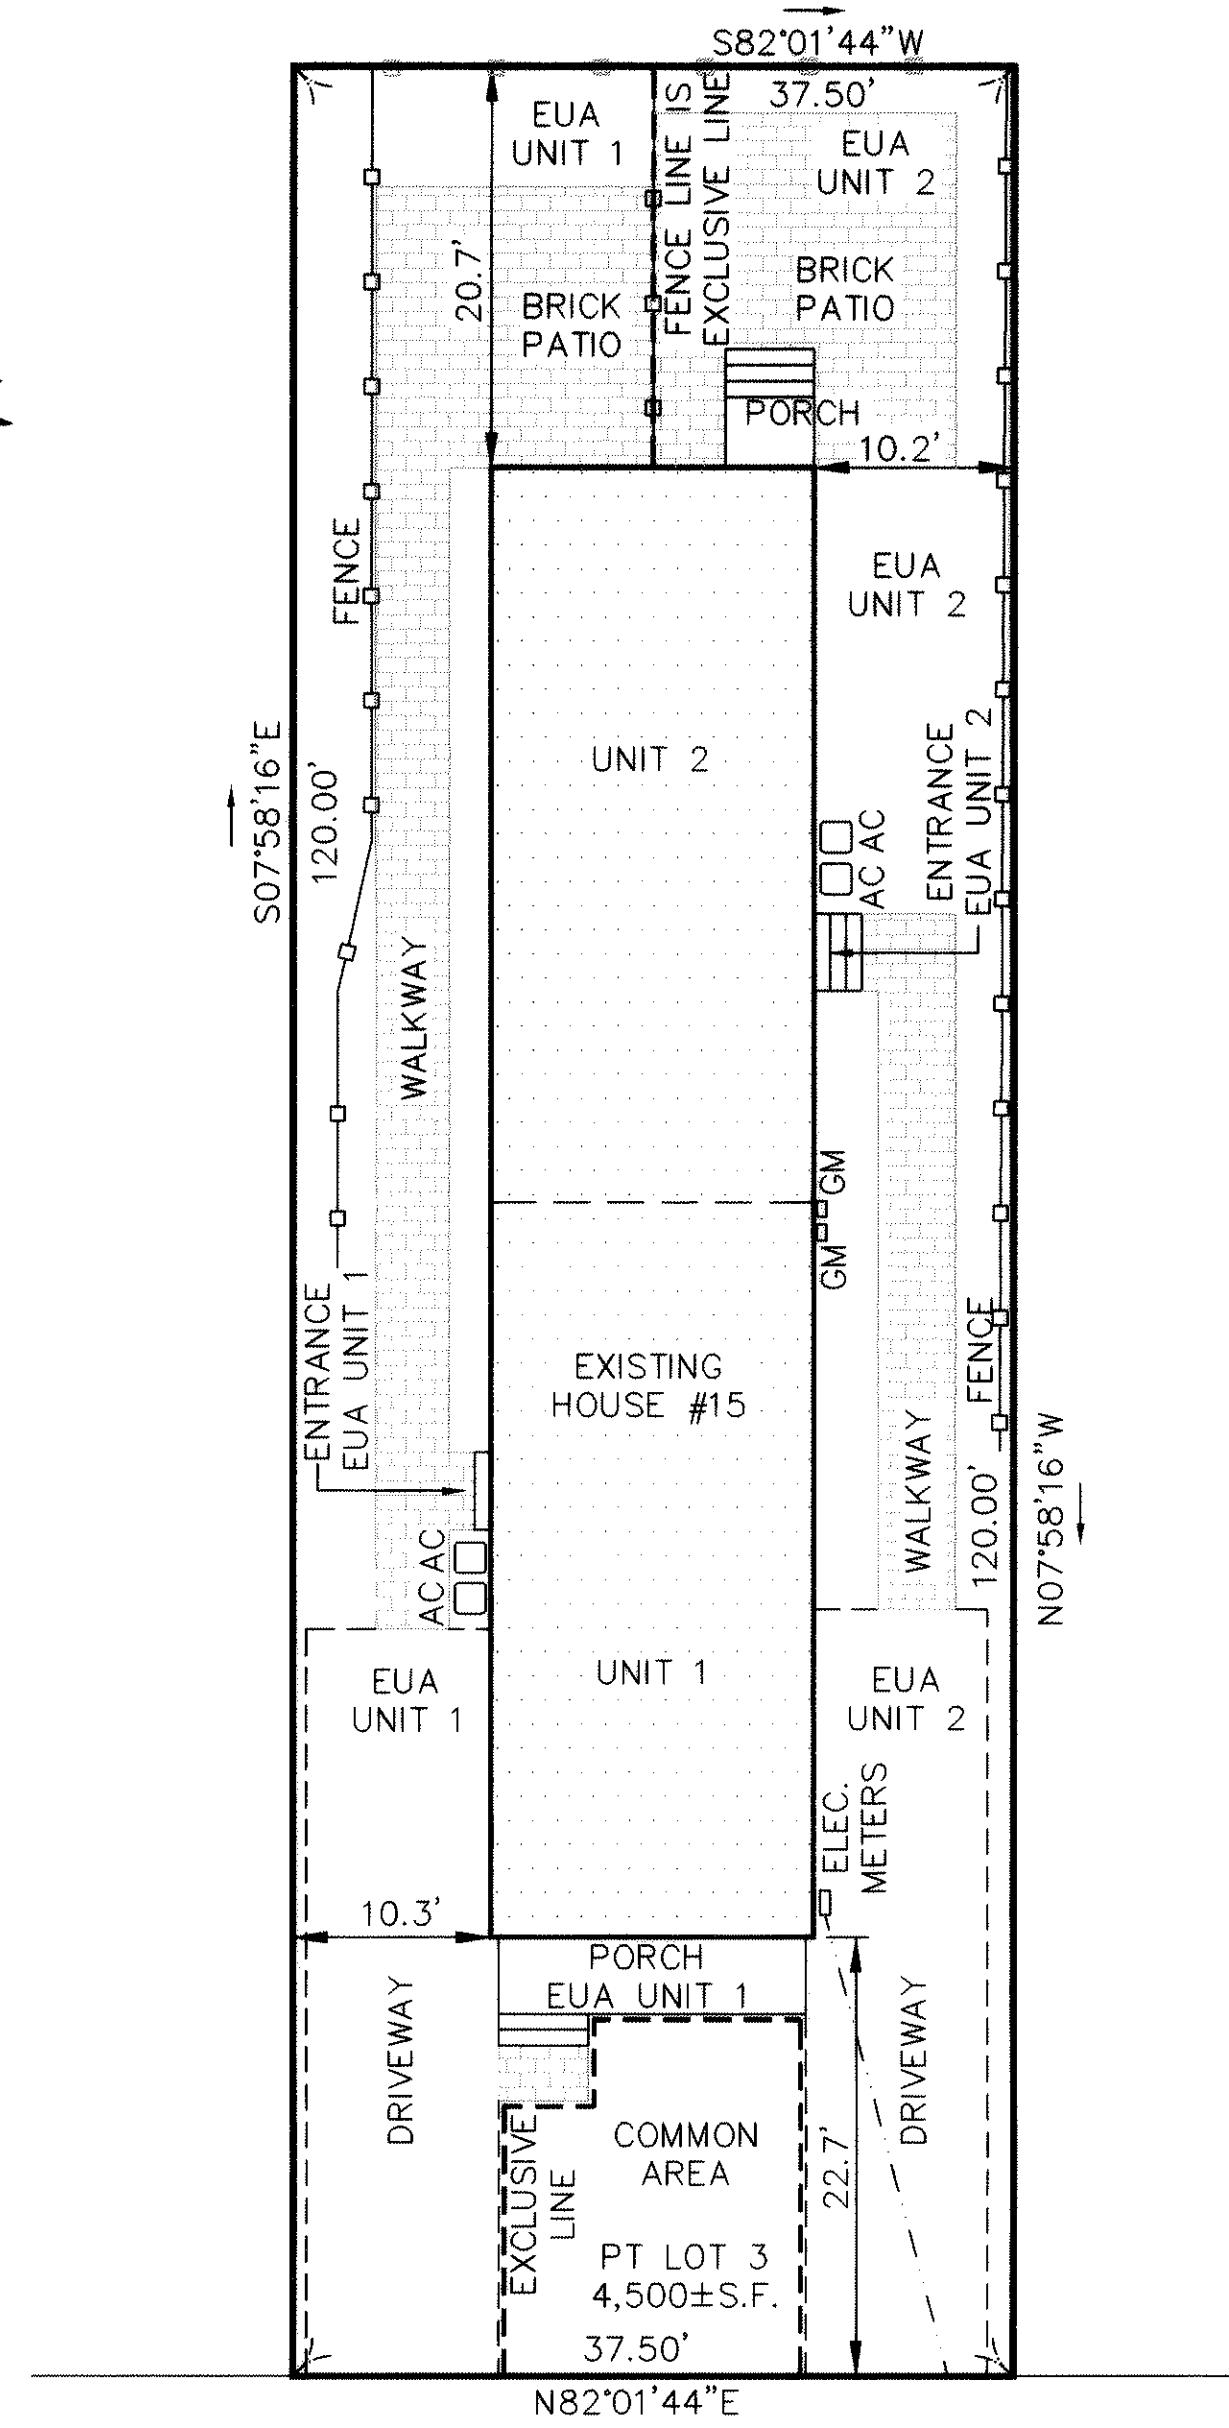 S82°01'44"W
37.50'
EUA
UNIT 1
FENCE LINE IS
EXCLUSIVE LINE
EUA
UNIT 2
20.7'
BRICK
PATIO
BRICK
PATIO
PORCH
10.2'
FENCE
EUA
UNIT 2
UNIT 2
ENTRANCE
EUA UNIT 2
S07°58'16"E
120.00'
AC AC
AC AC
WALKWAY
GM
GM
ENTRANCE
EUA UNIT 1
FENCE
EXISTING
HOUSE #15
WALKWAY
120.00'
N07°58'16"W
EUA
UNIT 1
UNIT 1
EUA
UNIT 2
ELEC.
METERS
10.3'
PORCH
EUA UNIT 1
DRIVEWAY
DRIVEWAY
COMMON
AREA
22.7'
EXCLUSIVE
LINE
PT LOT 3
4,500±S.F.
37.50'
N82°01'44"E